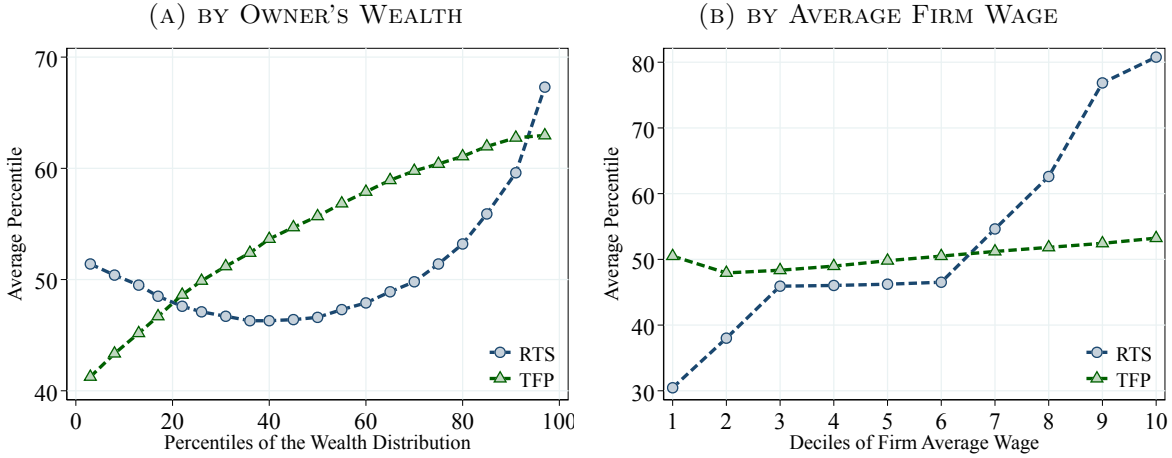 (A) BY OWNER'S WEALTH
70
60
50
40
Average Percentile
0 20 40 60 80 100
Percentiles of the Wealth Distribution
RTS
TFP
(B) BY AVERAGE FIRM WAGE
80
70
60
50
40
30
Average Percentile
1 2 3 4 5 6 7 8 9 10
Deciles of Firm Average Wage
RTS
TFP